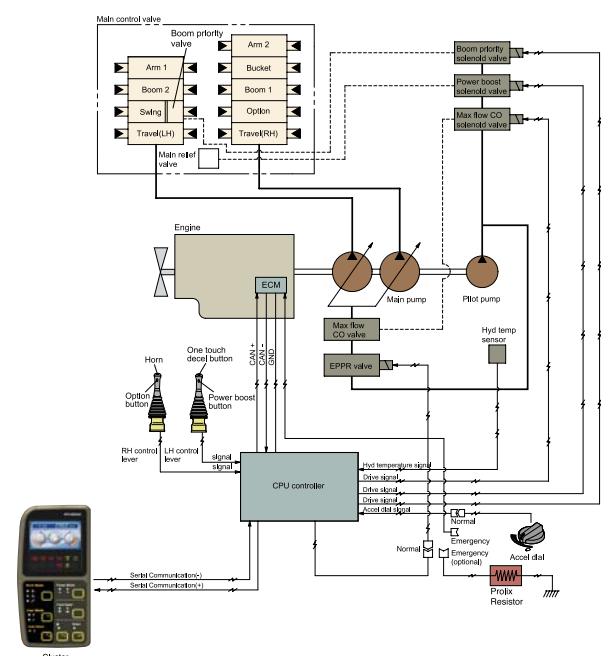 Main control valve
Boom priority
valve
Arm 2
Arm 1
Bucket
Boom 2
Boom 1
Swing
Option
Travel(LH)
Travel(RH)
Main relief
valve
Boom priority
solenoid valve
Power boost
solenoid valve
Max flow CO
solenoid valve
Engine
ECM
Main pump
Pilot pump
CAN +
CAN -
GND
Max flow
CO valve
EPPR valve
Hyd temp
sensor
Horn
One touch
decel button
Option
button
Power boost
button
RH control
lever
LH control
lever
signal
signal
CPU controller
Hyd temperature signal
Drive signal
Drive signal
Drive signal
Accel dial signal
Normal
Emergency
Accel dial
Normal
Emergency
(optional)
Prolix
Resistor
Serial Communication(-)
Serial Communication(+)
Cluster